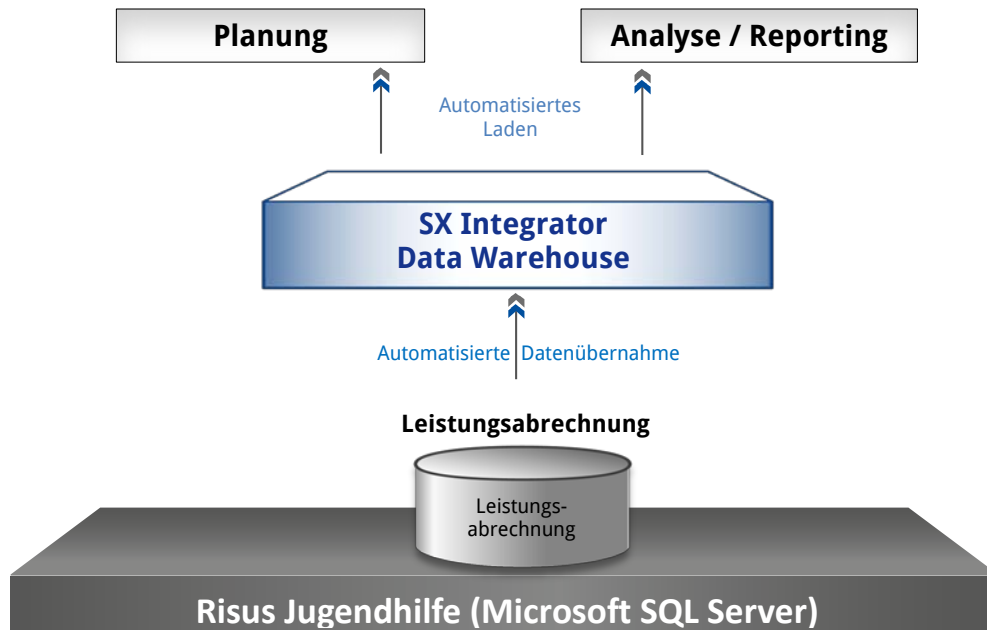 Planung
Analyse / Reporting
Automatisiertes
Laden
SX Integrator
Data Warehouse
Automatisierte Datenübernahme
Leistungsabrechnung
Leistungs-
abrechnung
Risus Jugendhilfe (Microsoft SQL Server)